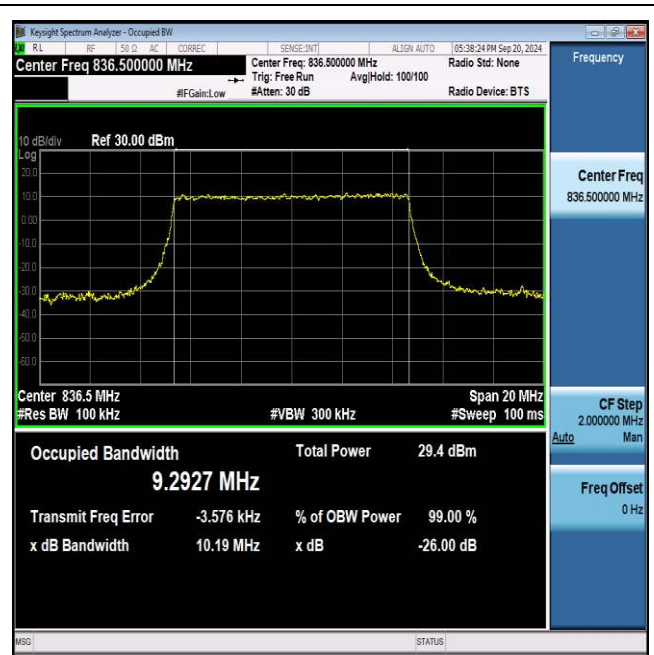 Keysight Spectrum Analyzer - Occupied BW
RL RF 50 Ω AC CORREC SENSE:INT ALIGN AUTO 05:38:24 PM Sep 20, 2024
Center Freq 836.500000 MHz Center Freq: 836.500000 MHz Radio Std: None
Trig: Free Run Avg|Hold: 100/100
#IFGain:Low #Atten: 30 dB Radio Device: BTS
10 dB/div Ref 30.00 dBm
Log
20.0
10.0
0.00
-10.0
-20.0
-30.0
-40.0
-50.0
-60.0
Center 836.5 MHz Span 20 MHz
#Res BW 100 kHz #VBW 300 kHz #Sweep 100 ms
Occupied Bandwidth Total Power 29.4 dBm
9.2927 MHz
Transmit Freq Error -3.576 kHz % of OBW Power 99.00 %
x dB Bandwidth 10.19 MHz x dB -26.00 dB
MSG STATUS
Frequency
Center Freq
836.500000 MHz
CF Step
2.000000 MHz
Auto Man
Freq Offset
0 Hz